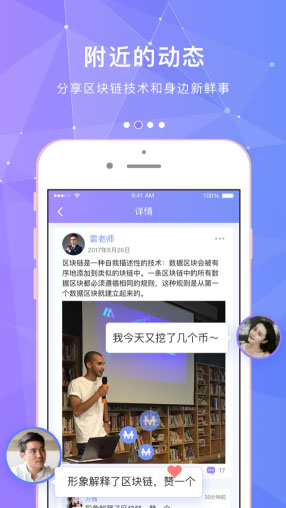 附近的动态
分享区块链技术和身边新鲜事
9:41 AM
100%
详情
雷老师
2017年8月26日
区块链是一种自我描述性的技术：数据区块会被有
序地添加到类似的块链中。一条区块链中的所有数
据区块都必须遵循相同的规则，这种规则是从第一
个数据区块就建立起来的。
我今天又挖了几个币～
17
形象解释了区块链，赞一个
30分钟前